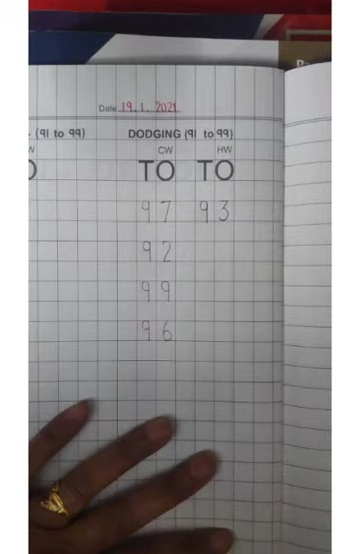 Date 19.1.2021
(91 to 99) DODGING (91 to 99)
W CW HW
TO TO
97 93
92
99
96